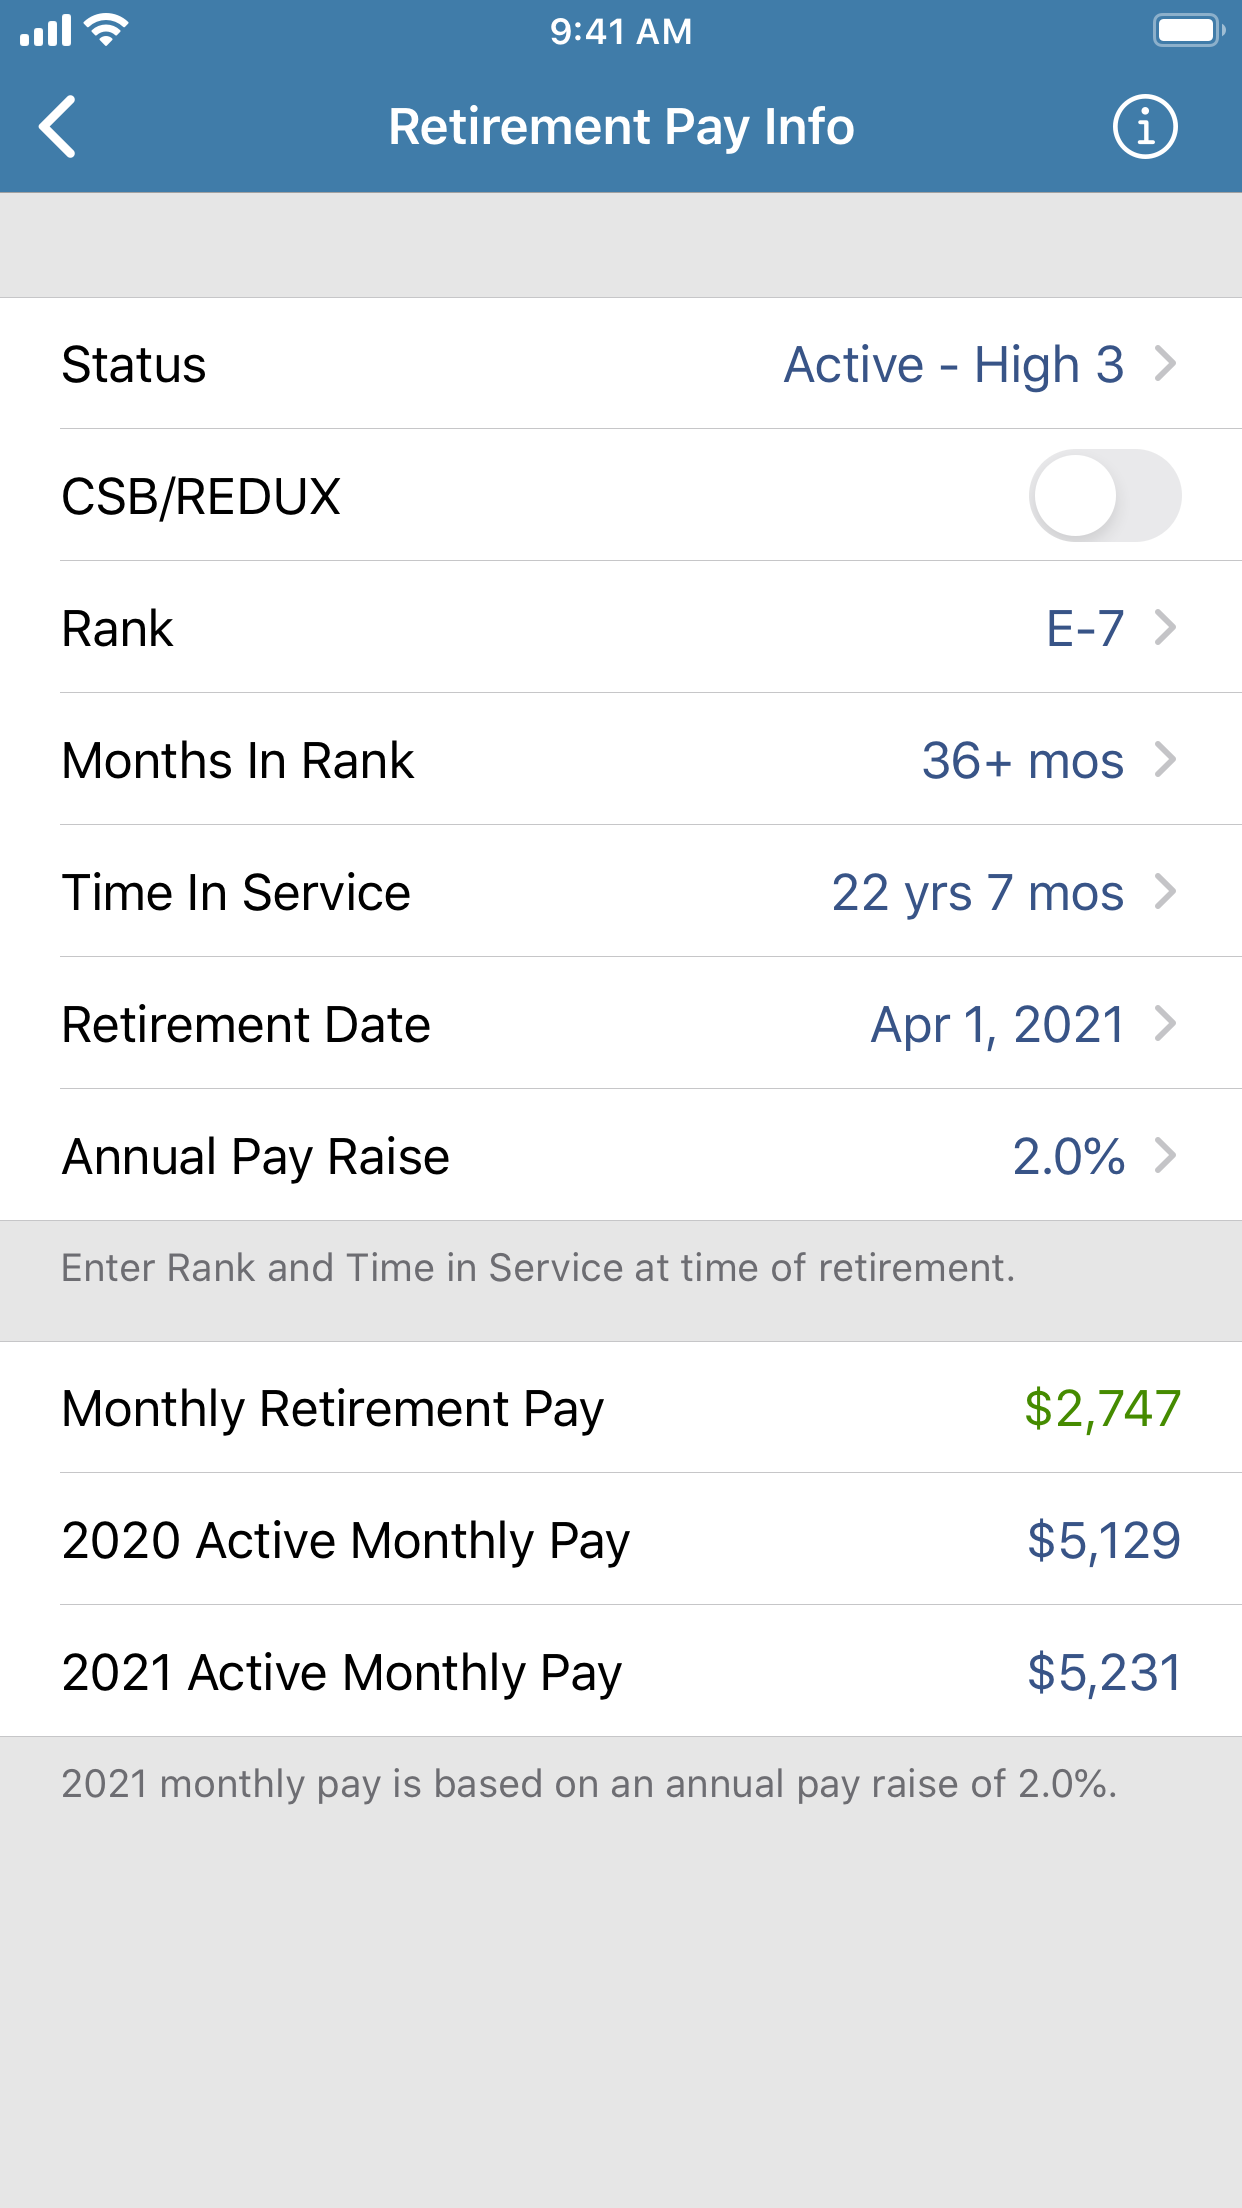 9:41 AM
Retirement Pay Info
Status Active - High 3
CSB/REDUX
Rank E-7
Months In Rank 36+ mos
Time In Service 22 yrs 7 mos
Retirement Date Apr 1, 2021
Annual Pay Raise 2.0%
Enter Rank and Time in Service at time of retirement.
Monthly Retirement Pay $2,747
2020 Active Monthly Pay $5,129
2021 Active Monthly Pay $5,231
2021 monthly pay is based on an annual pay raise of 2.0%.